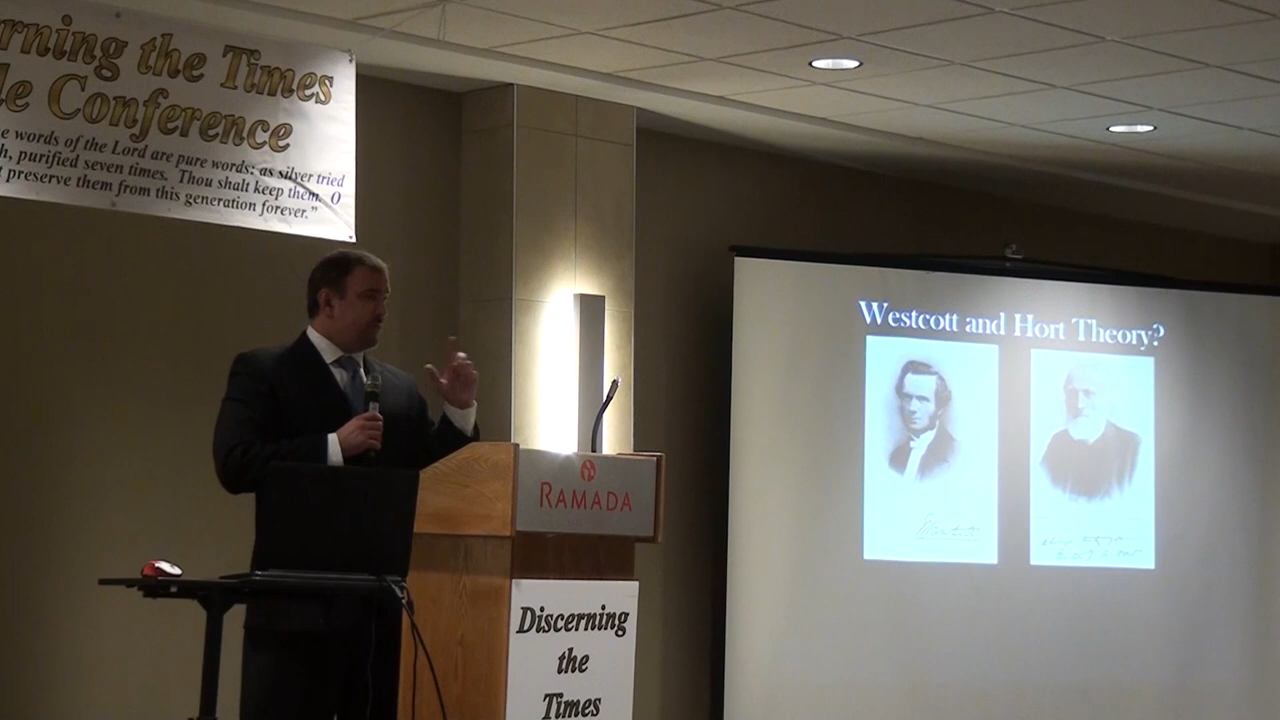 rning the Times
le Conference
e words of the Lord are pure words: as silver tried
h, purified seven times. Thou shalt keep them, O
t preserve them from this generation forever."
Westcott and Hort Theory?
RAMADA
Discerning
the
Times